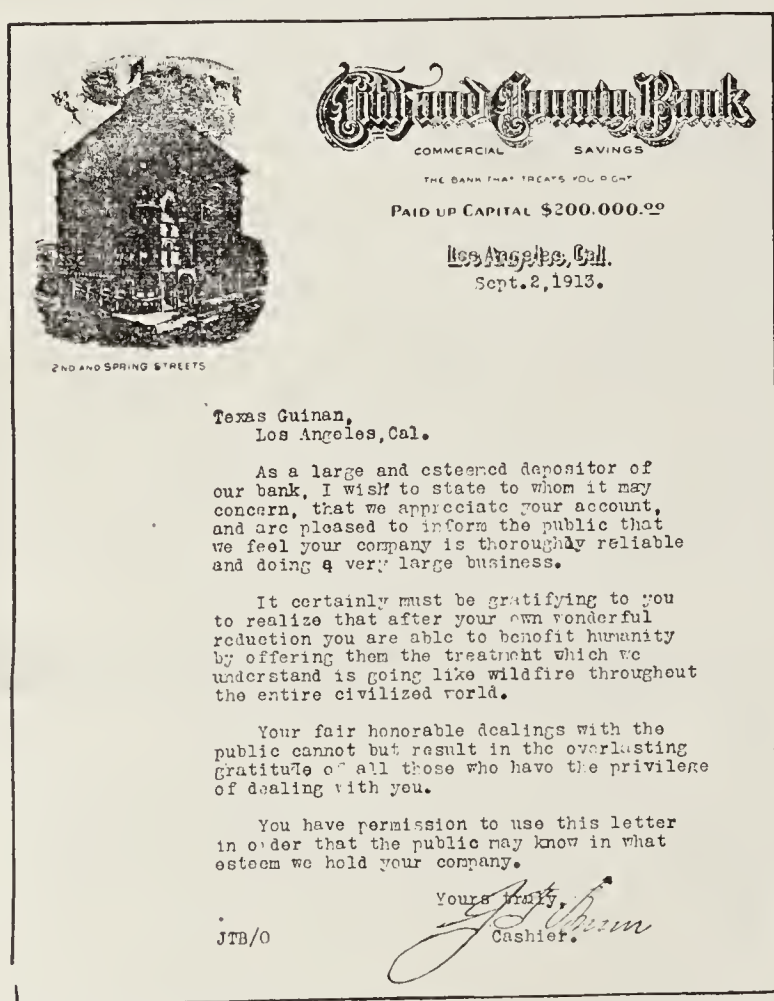 City and County Bank
COMMERCIAL SAVINGS
THE BANK THAT TREATS YOU RIGHT
PAID UP CAPITAL $200.000.00
Los Angeles, Cal.
Sept.2,1913.
2ND AND SPRING STREETS
Texas Guinan,
Los Angeles,Cal.
As a large and esteemed depositor of
our bank, I wish to state to whom it may
concern, that we appreciate your account,
and are pleased to inform the public that
we feel your company is thoroughly reliable
and doing a very large business.
It certainly must be gratifying to you
to realize that after your own wonderful
reduction you are able to benefit humanity
by offering them the treatment which we
understand is going like wildfire throughout
the entire civilized world.
Your fair honorable dealings with the
public cannot but result in the everlasting
gratitude of all those who have the privilege
of dealing with you.
You have permission to use this letter
in order that the public may know in what
esteem we hold your company.
Yours truly,
Cashier.
JTB/O